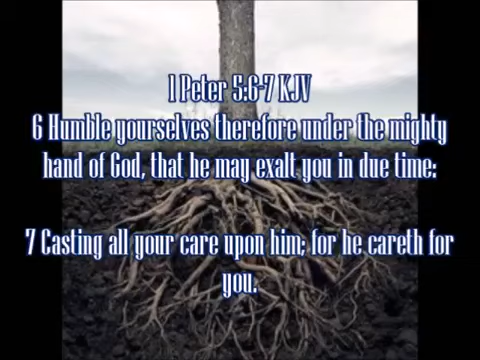 1 Peter 5:6-7 KJV
6 Humble yourselves therefore under the mighty
hand of God, that he may exalt you in due time:
7 Casting all your care upon him; for he careth for
you.